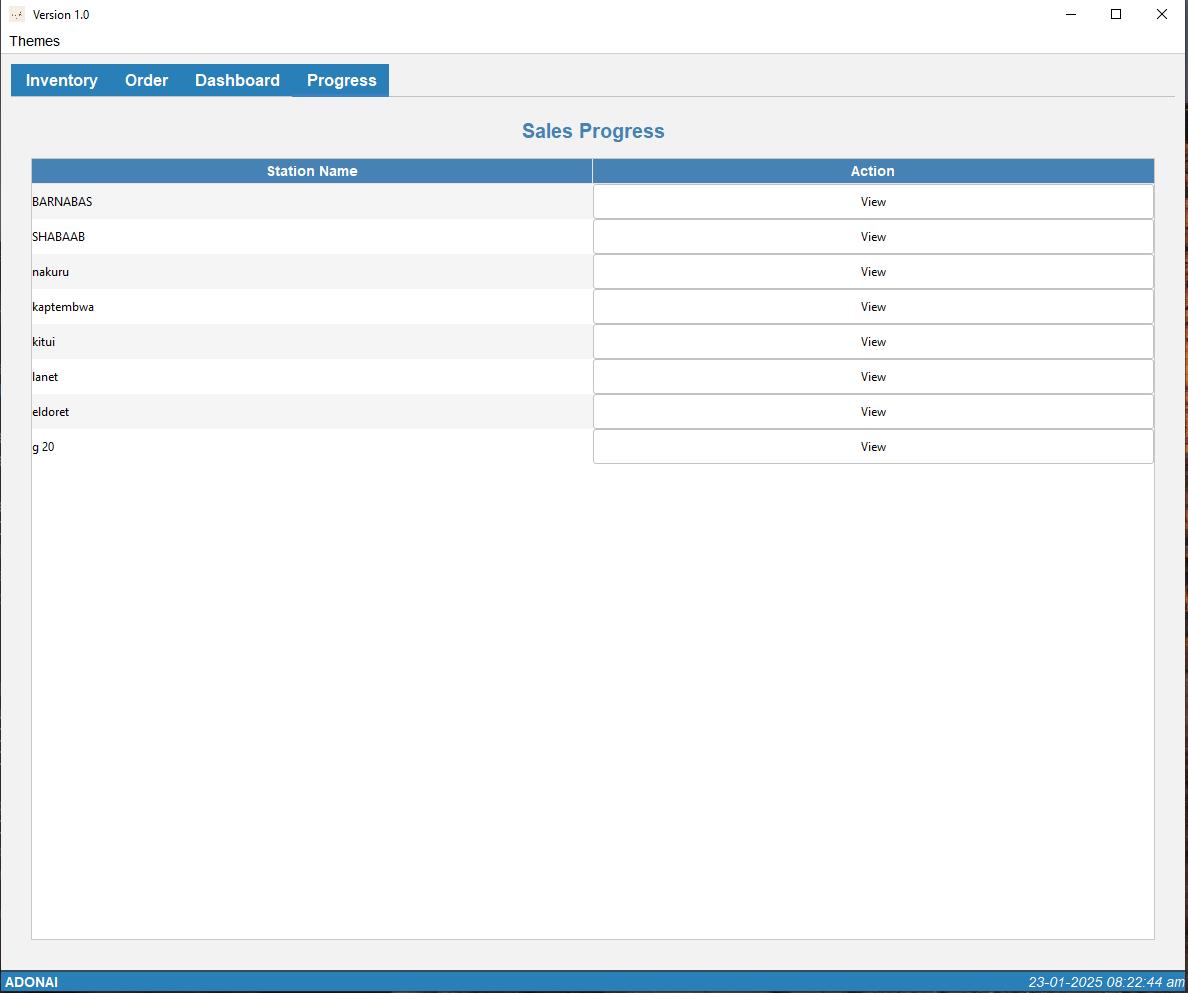 Version 1.0
Themes
Inventory Order Dashboard Progress
Sales Progress
Station Name Action
BARNABAS View
SHABAAB View
nakuru View
kaptembwa View
kitui View
lanet View
eldoret View
g 20 View
ADONAI 23-01-2025 08:22:44 am